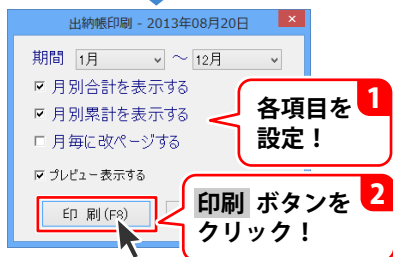 出納帳印刷 - 2013年08月20日
×
期間 1月 ～ 12月
月別合計を表示する
月別累計を表示する
月毎に改ページする
プレビュー表示する
印 刷(F8)
1
各項目を
設定！
2
印刷 ボタンを
クリック！